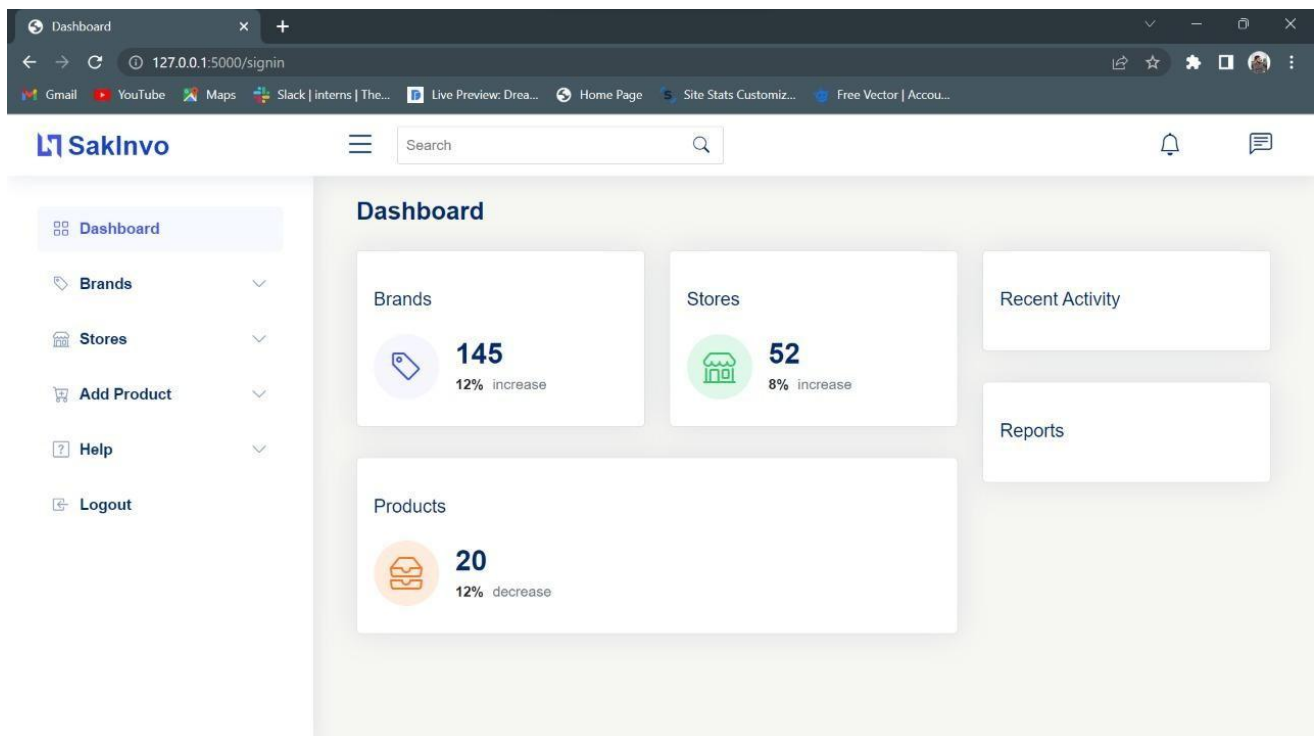 Dashboard
127.0.0.1:5000/signin
Gmail YouTube Maps Slack | interns | The... Live Preview: Drea... Home Page Site Stats Customiz... Free Vector | Accou...
SakInvo
Search
Dashboard
Brands
Stores
Add Product
Help
Logout
Dashboard
Brands
145
12% increase
Stores
52
8% increase
Recent Activity
Reports
Products
20
12% decrease